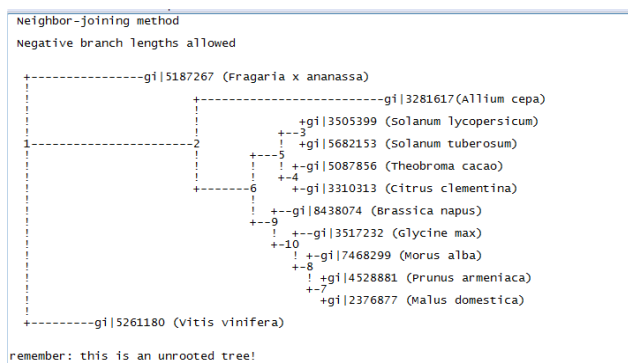 Neighbor-joining method
Negative branch lengths allowed
gi|5187267 (Fragaria x ananassa)
gi|3281617(Allium cepa)
gi|3505399 (Solanum lycopersicum)
3
1
2
gi|5682153 (Solanum tuberosum)
5
gi|5087856 (Theobroma cacao)
4
6
gi|3310313 (Citrus clementina)
gi|8438074 (Brassica napus)
9
gi|3517232 (Glycine max)
10
gi|7468299 (Morus alba)
8
gi|4528881 (Prunus armeniaca)
7
gi|2376877 (Malus domestica)
gi|5261180 (Vitis vinifera)
remember: this is an unrooted tree!